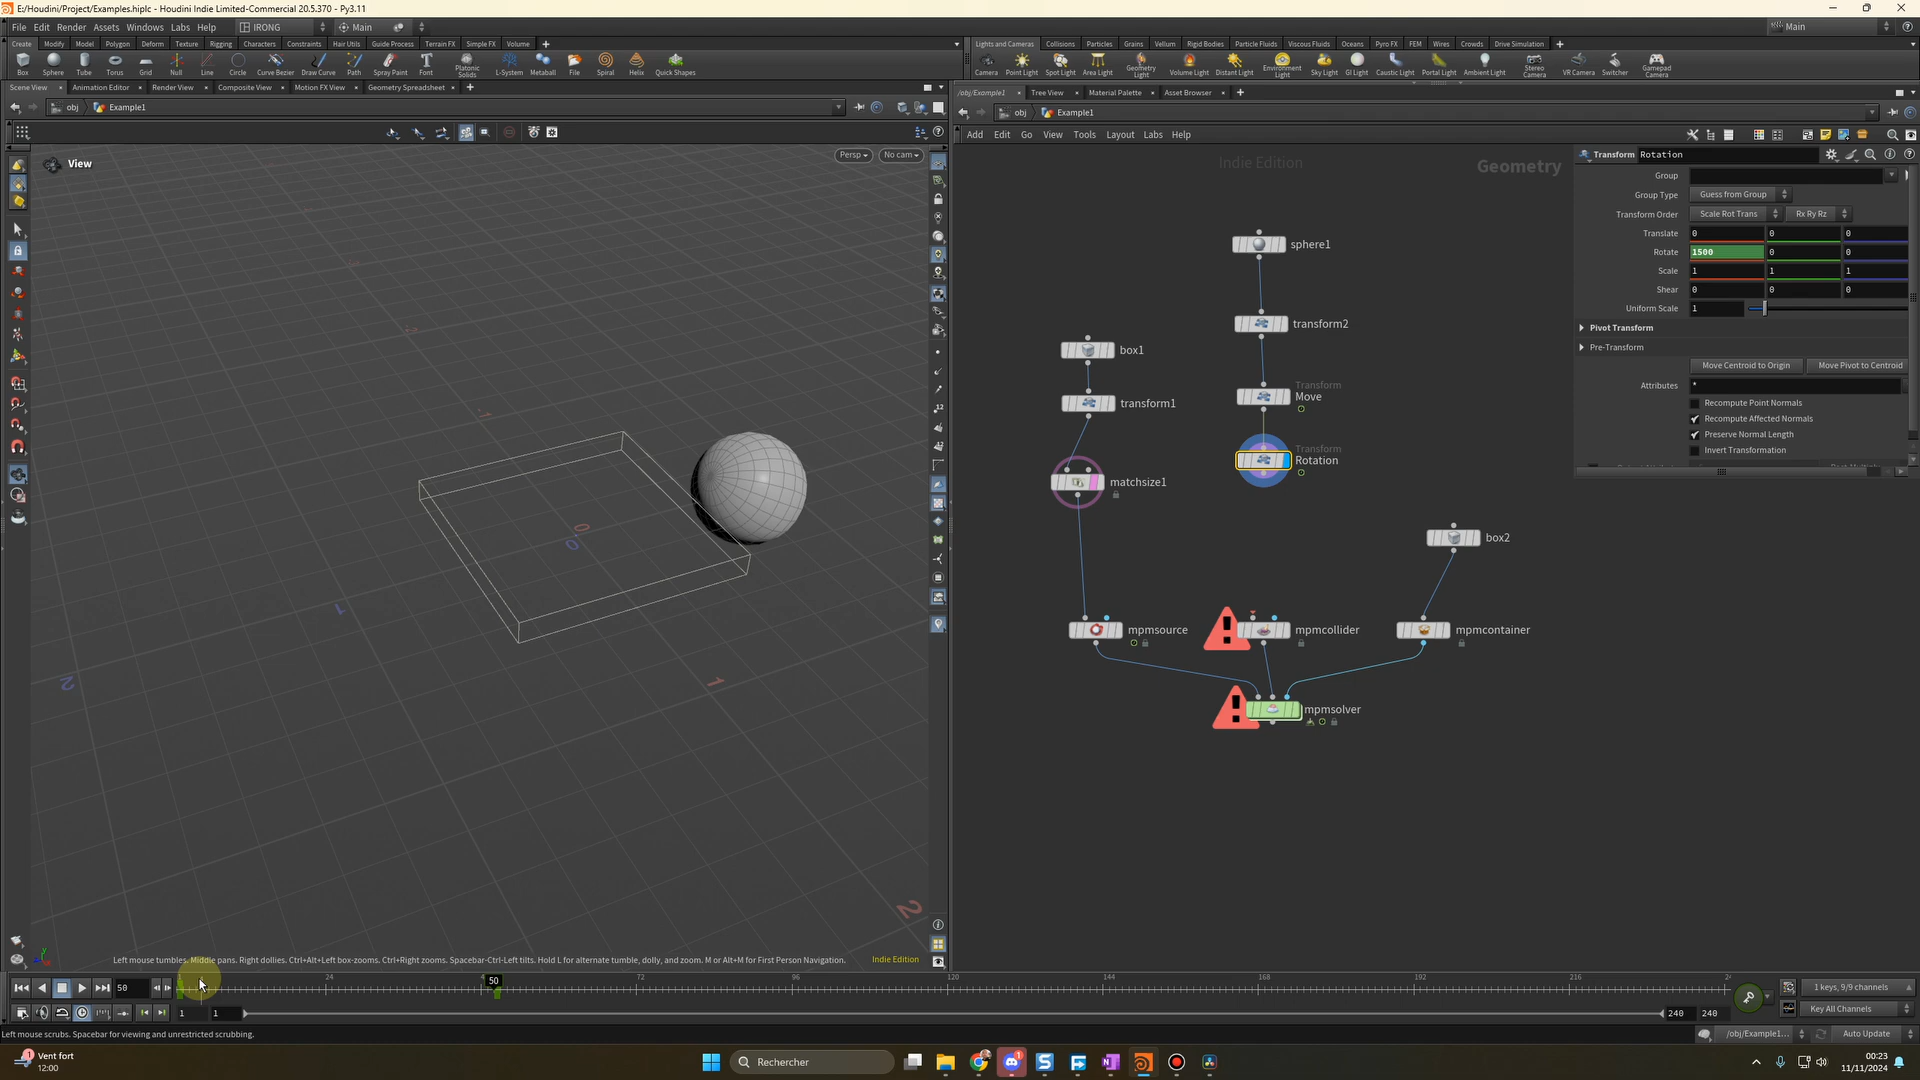 E:/Houdini/Project/Examples.hiplc - Houdini Indie Limited-Commercial 20.5.370 - Py3.11
File Edit Render Assets Windows Labs Help IRONG Main Main
Create Modify Model Polygon Deform Texture Rigging Characters Constraints Hair Utils Guide Process Terrain FX Simple FX Volume
Lights and Cameras Collisions Particles Grains Vellum Rigid Bodies Particle Fluids Viscous Fluids Oceans Pyro FX FEM Wires Crowds Drive Simulation
Box Sphere Tube Torus Grid Null Line Circle Curve Bezier Draw Curve Path Spray Paint Font Platonic Solids L-System Metaball File Spiral Helix Quick Shapes
Camera Point Light Spot Light Area Light Geometry Light Volume Light Distant Light Environment Light Sky Light GI Light Caustic Light Portal Light Ambient Light Stereo Camera VR Camera Switcher Gamepad Camera
Scene View Animation Editor Render View Composite View Motion FX View Geometry Spreadsheet
/obj/Example1 Tree View Material Palette Asset Browser
obj Example1
obj Example1
Add Edit Go View Tools Layout Labs Help
View
Persp No cam
Indie Edition
Geometry
Transform Rotation
Group
Group Type Guess from Group
Transform Order Scale Rot Trans Rx Ry Rz
Translate 0 0 0
Rotate 1500 0 0
Scale 1 1 1
Shear 0 0 0
Uniform Scale 1
Pivot Transform
Pre-Transform
Move Centroid to Origin Move Pivot to Centroid
Attributes *
Recompute Point Normals
Recompute Affected Normals
Preserve Normal Length
Invert Transformation
sphere1
transform2
box1
transform1
Transform
Move
Transform
Rotation
matchsize1
box2
mpmsource
mpmcollider
mpmcontainer
mpmsolver
0,0
1
1
2
2
Left mouse tumbles. Middle pans. Right dollies. Ctrl+Alt+Left box-zooms. Ctrl+Right zooms. Spacebar-Ctrl-Left tilts. Hold L for alternate tumble, dolly, and zoom. M or Alt+M for First Person Navigation.
Indie Edition
50
24 50 72 96 120 144 168 192 216
1 keys, 9/9 channels
1 1 240 240
Key All Channels
Left mouse scrubs. Spacebar for viewing and unrestricted scrubbing.
/obj/Example1... Auto Update
Vent fort
12:00
Rechercher
00:23
11/11/2024